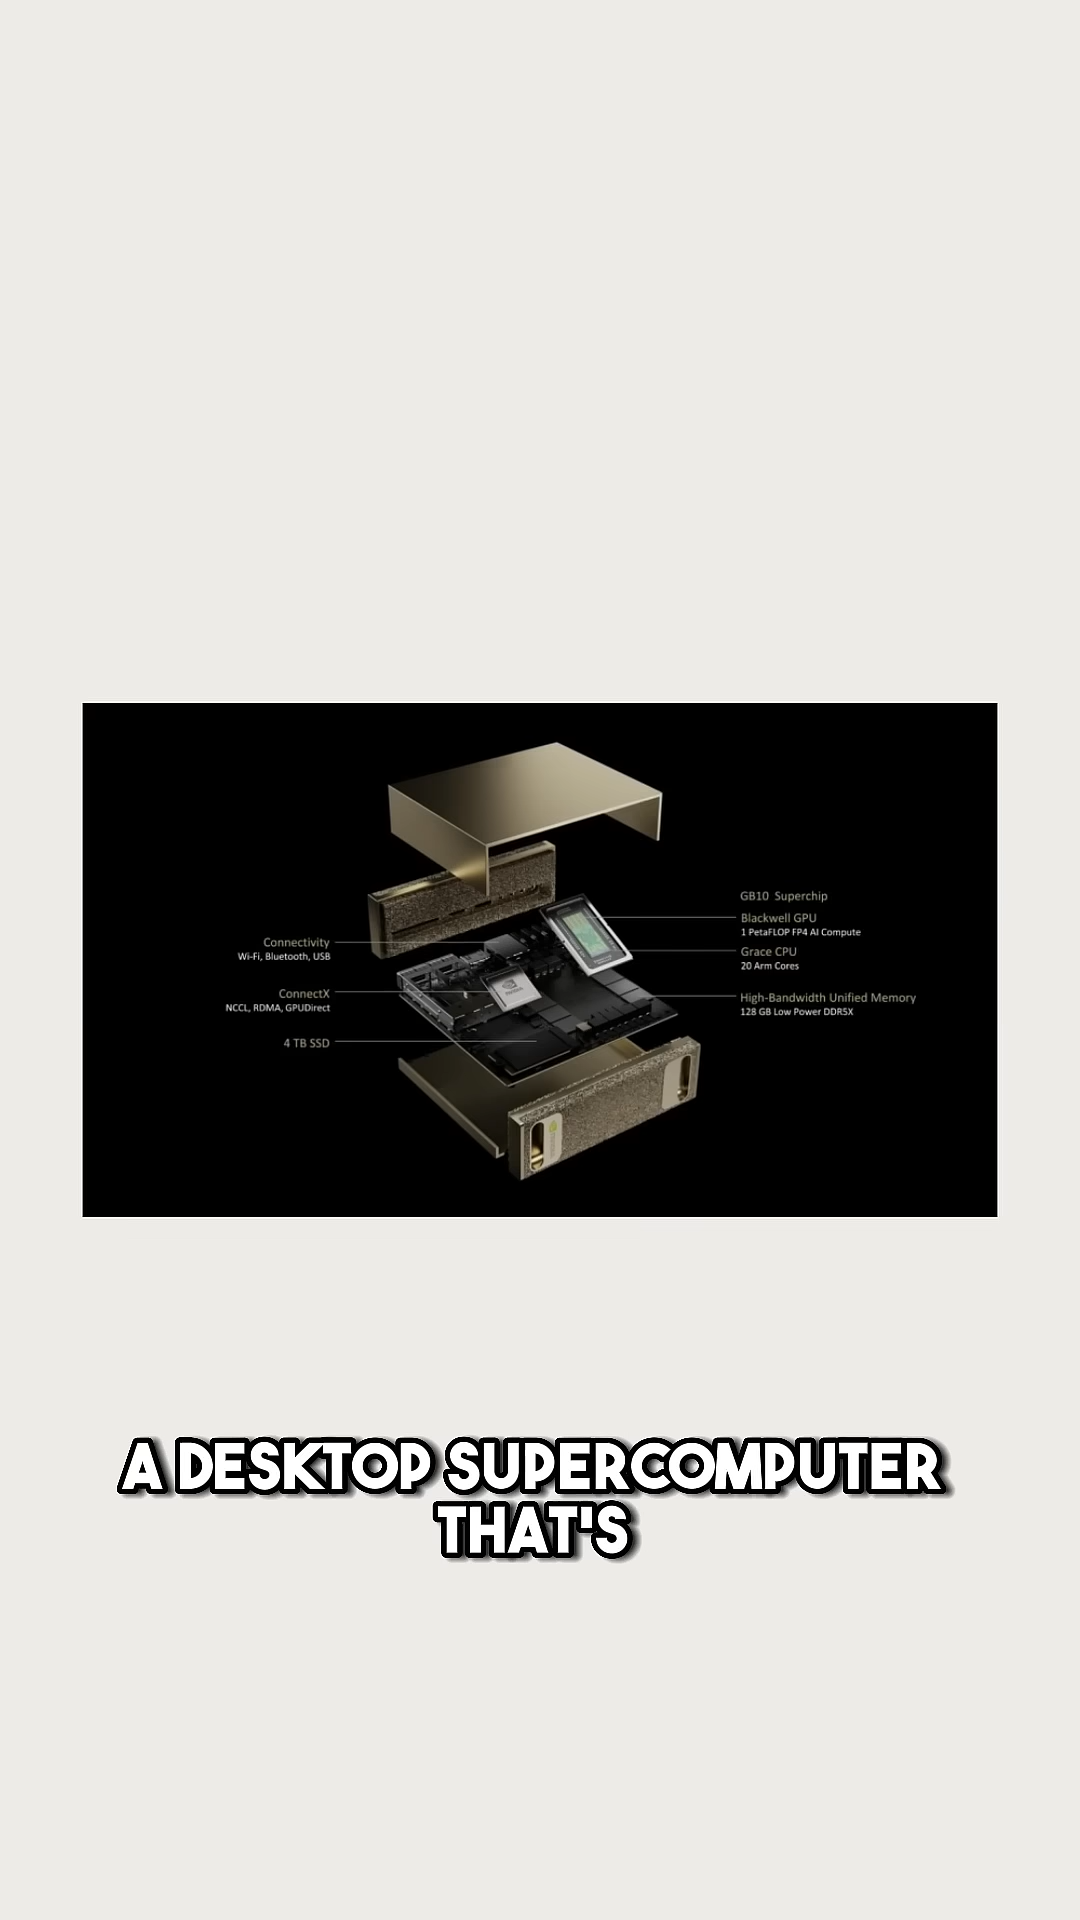 GB10 Superchip
Blackwell GPU
1 PetaFLOP FP4 AI Compute
Grace CPU
20 Arm Cores
High-Bandwidth Unified Memory
128 GB Low Power DDR5X
Connectivity
Wi-Fi, Bluetooth, USB
ConnectX
NCCL, RDMA, GPUDirect
4 TB SSD
A DESKTOP SUPERCOMPUTER
THAT'S